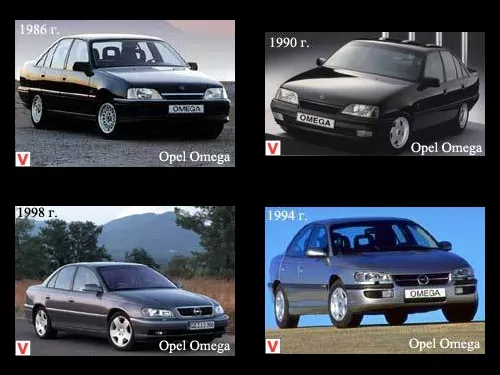 1986 г.
OMEGA
V
Opel Omega
1990 г.
OMEGA
V
Opel Omega
1998 г.
V
Opel Omega
1994 г.
OMEGA
V
Opel Omega